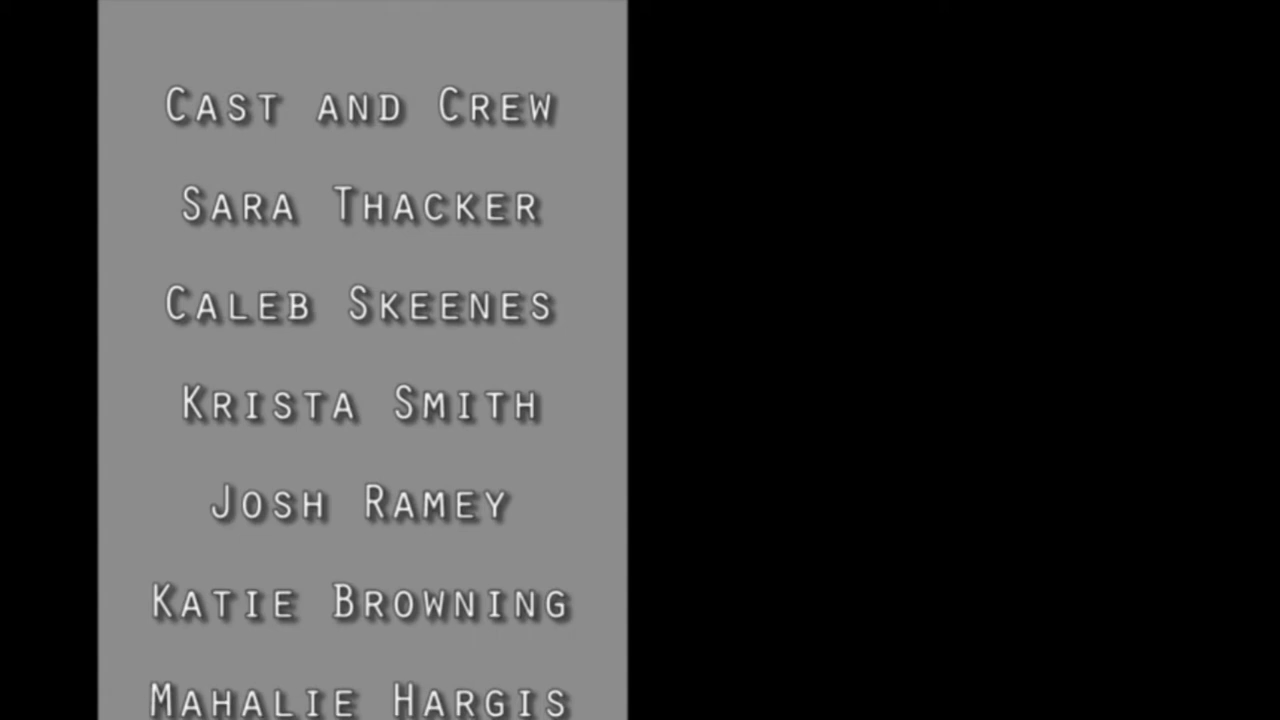 Cast and Crew
Sara Thacker
Caleb Skeenes
Krista Smith
Josh Ramey
Katie Browning
Mahalie Hargis